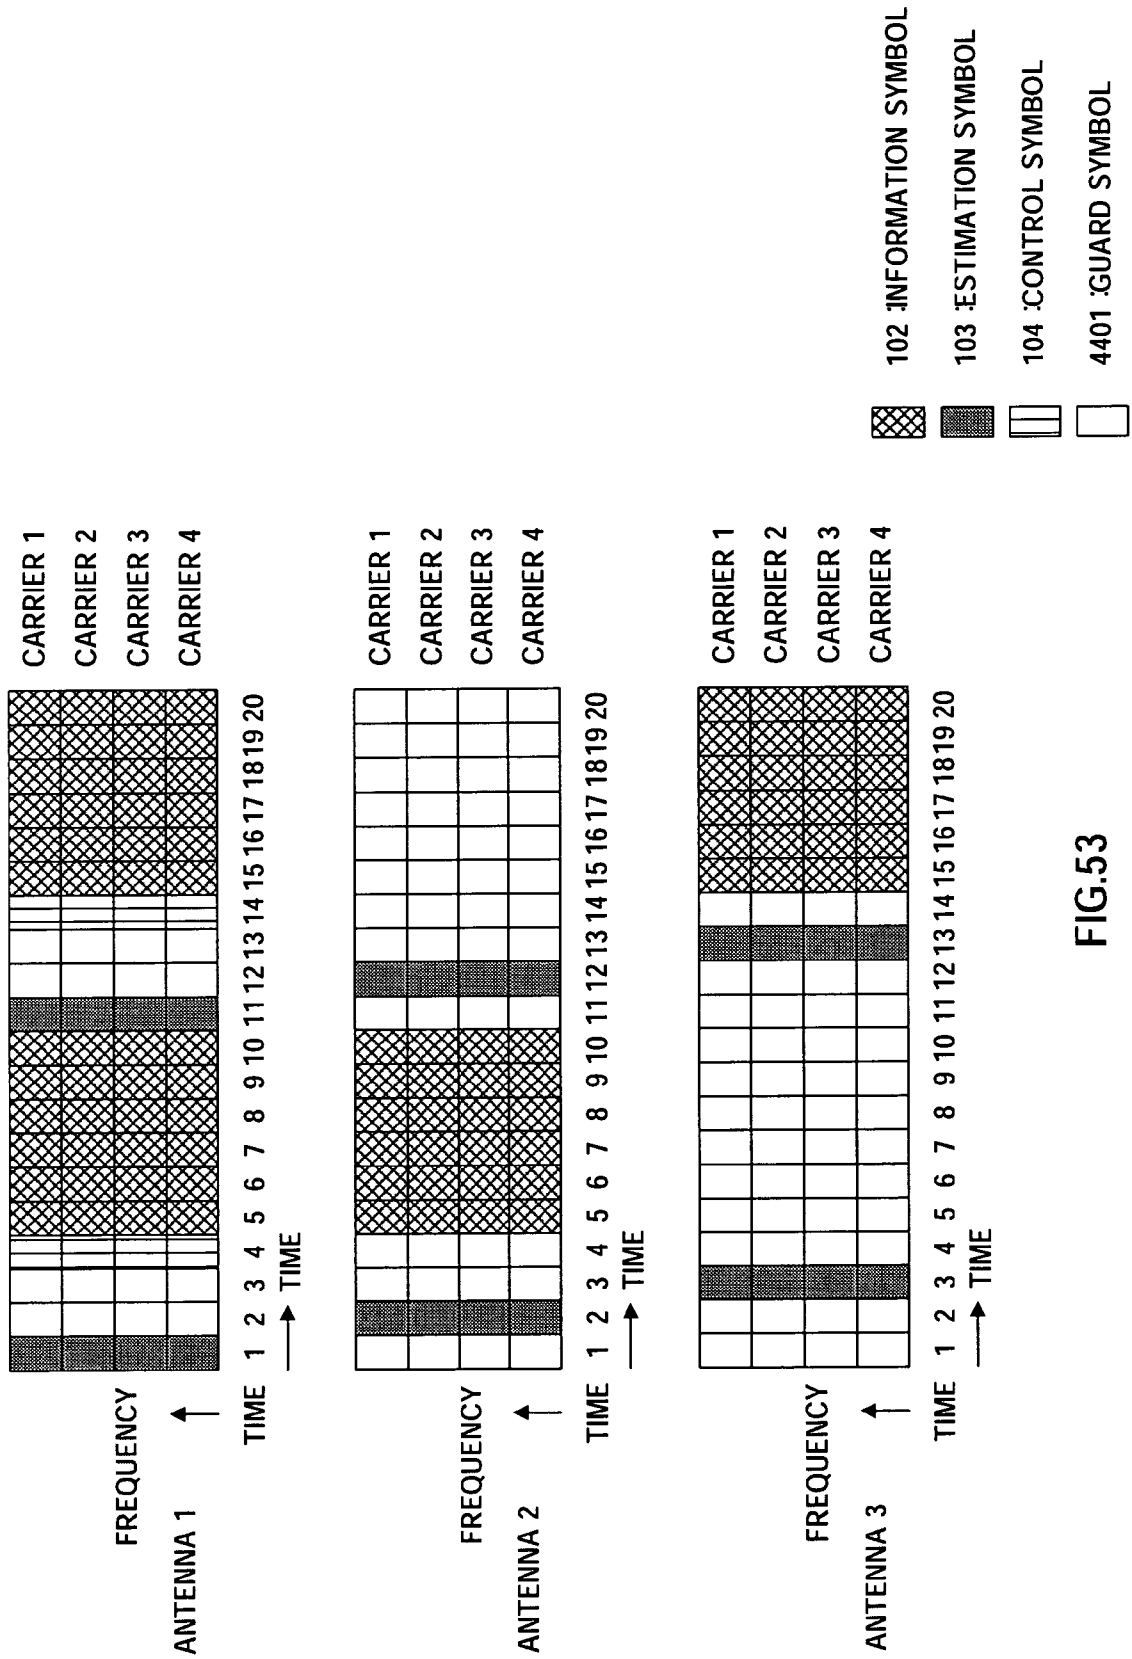 CARRIER 1
CARRIER 2
FREQUENCY CARRIER 3
ANTENNA 1 CARRIER 4
TIME 1 2 3 4 5 6 7 8 9 10 11 12 13 14 15 16 17 18 19 20
TIME
CARRIER 1
CARRIER 2
FREQUENCY CARRIER 3
ANTENNA 2 CARRIER 4
TIME 1 2 3 4 5 6 7 8 9 10 11 12 13 14 15 16 17 18 19 20
TIME
CARRIER 1
CARRIER 2
FREQUENCY CARRIER 3
ANTENNA 3 CARRIER 4
TIME 1 2 3 4 5 6 7 8 9 10 11 12 13 14 15 16 17 18 19 20
TIME
102 :INFORMATION SYMBOL
103 :ESTIMATION SYMBOL
104 :CONTROL SYMBOL
4401 :GUARD SYMBOL
FIG.53